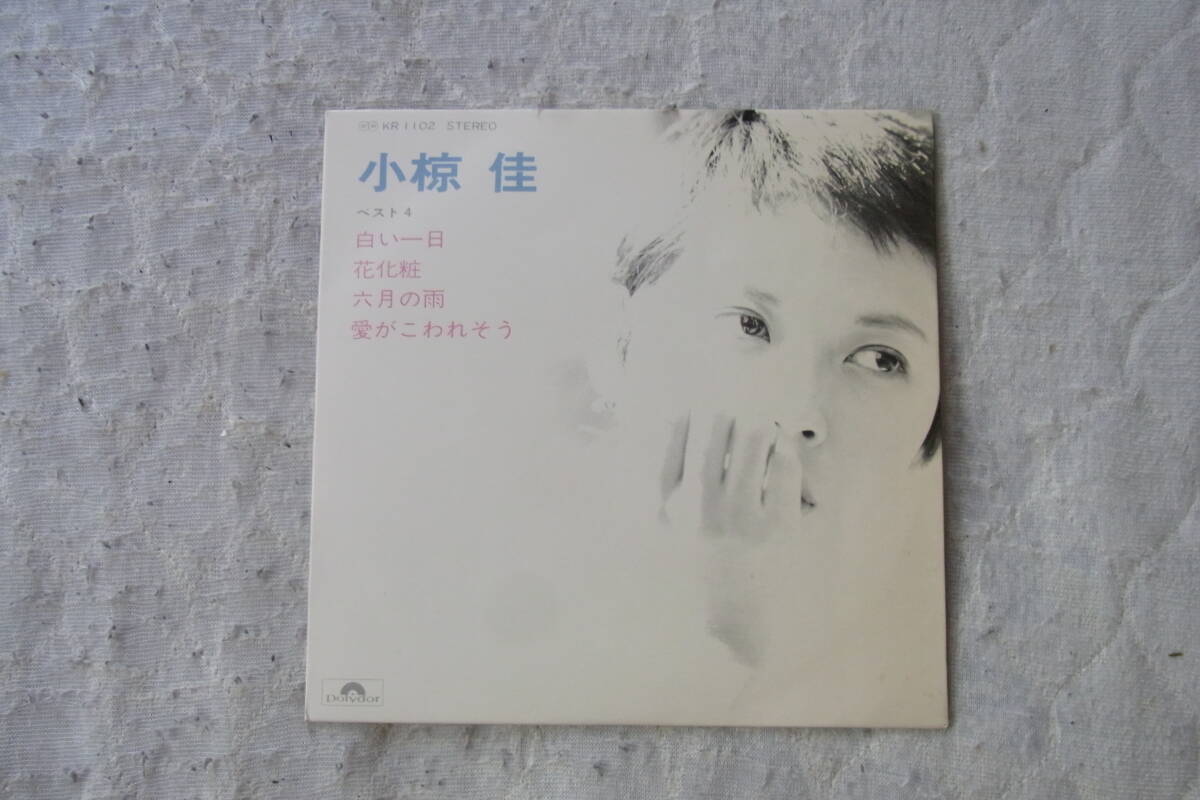 KR 1102 STEREO
小椋 佳
ベスト4
白い一日
花化粧
六月の雨
愛がこわれそう
Polydor